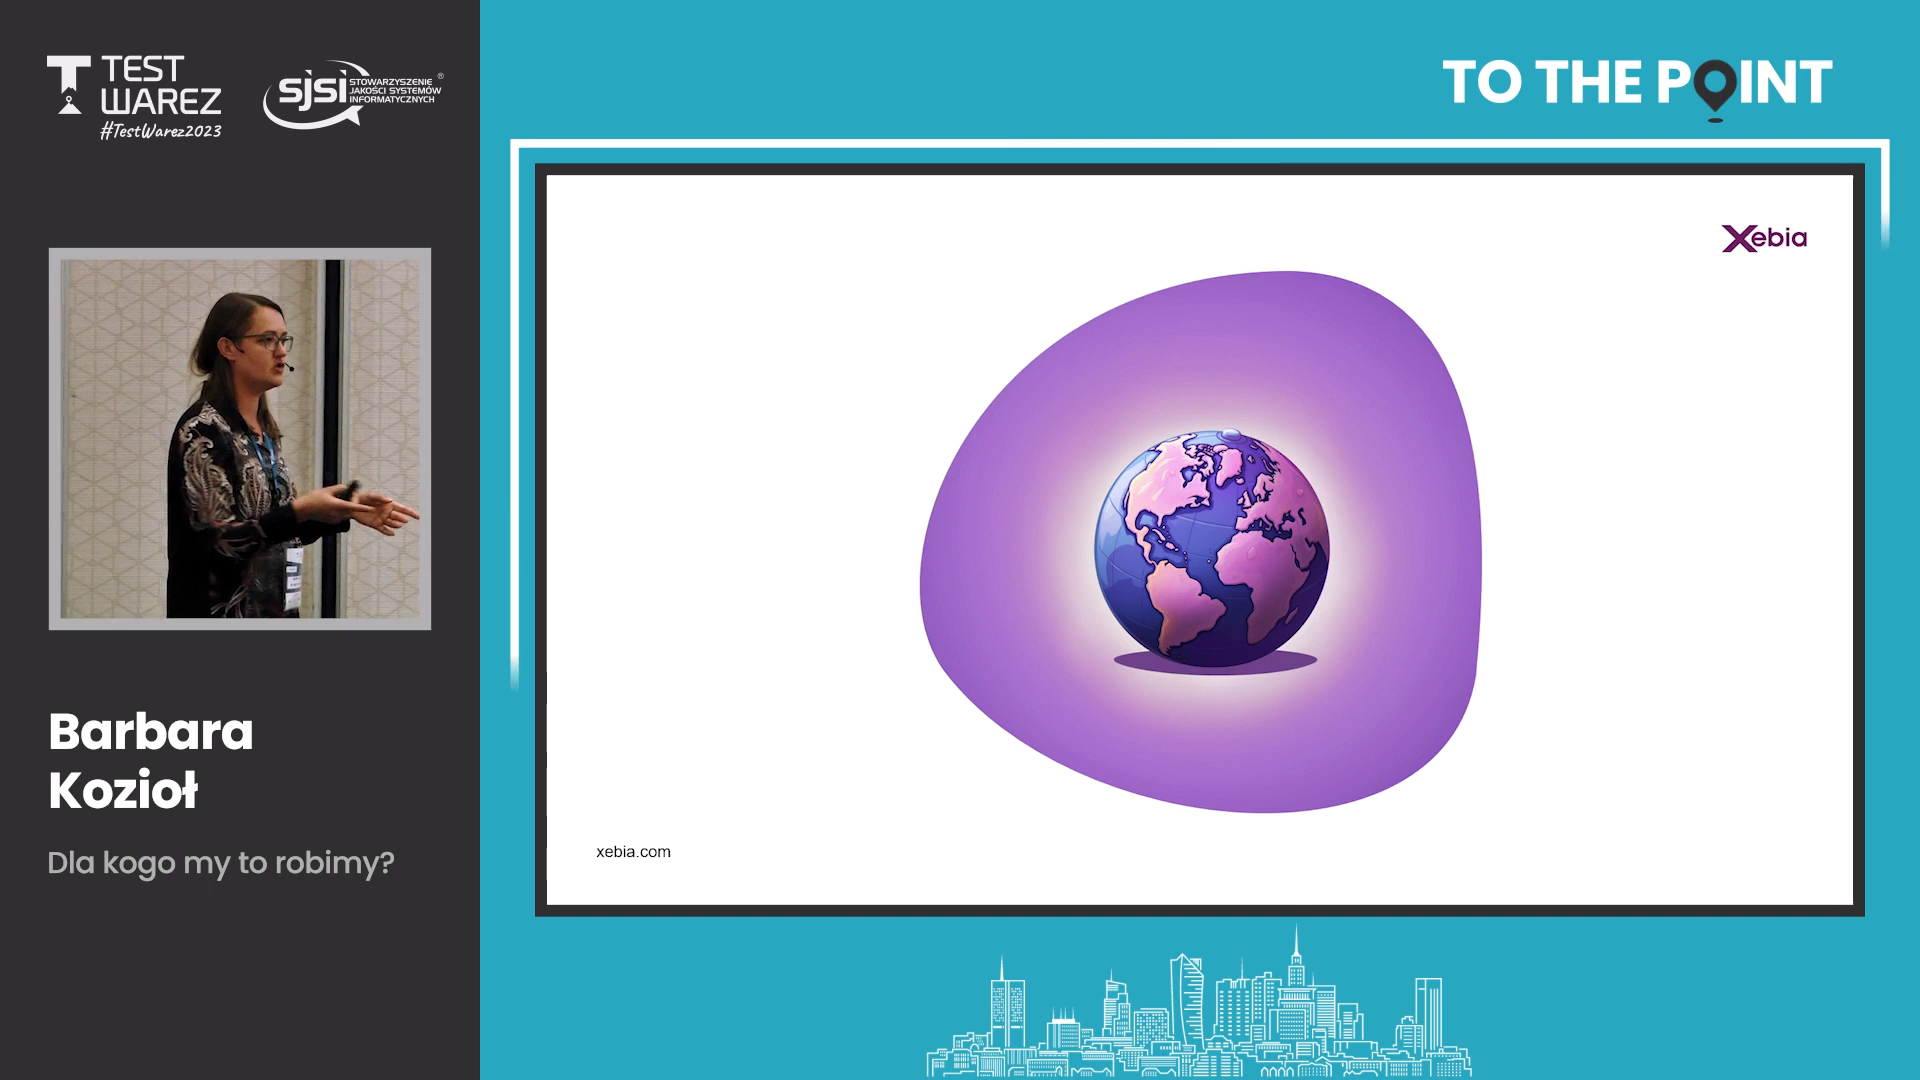 TEST
WAREZ
#TestWarez2023
sjsi
STOWARZYSZENIE
JAKOŚCI SYSTEMÓW
INFORMATYCZNYCH
®
TO THE POINT
Xebia
Barbara
Kozioł
Dla kogo my to robimy?
xebia.com